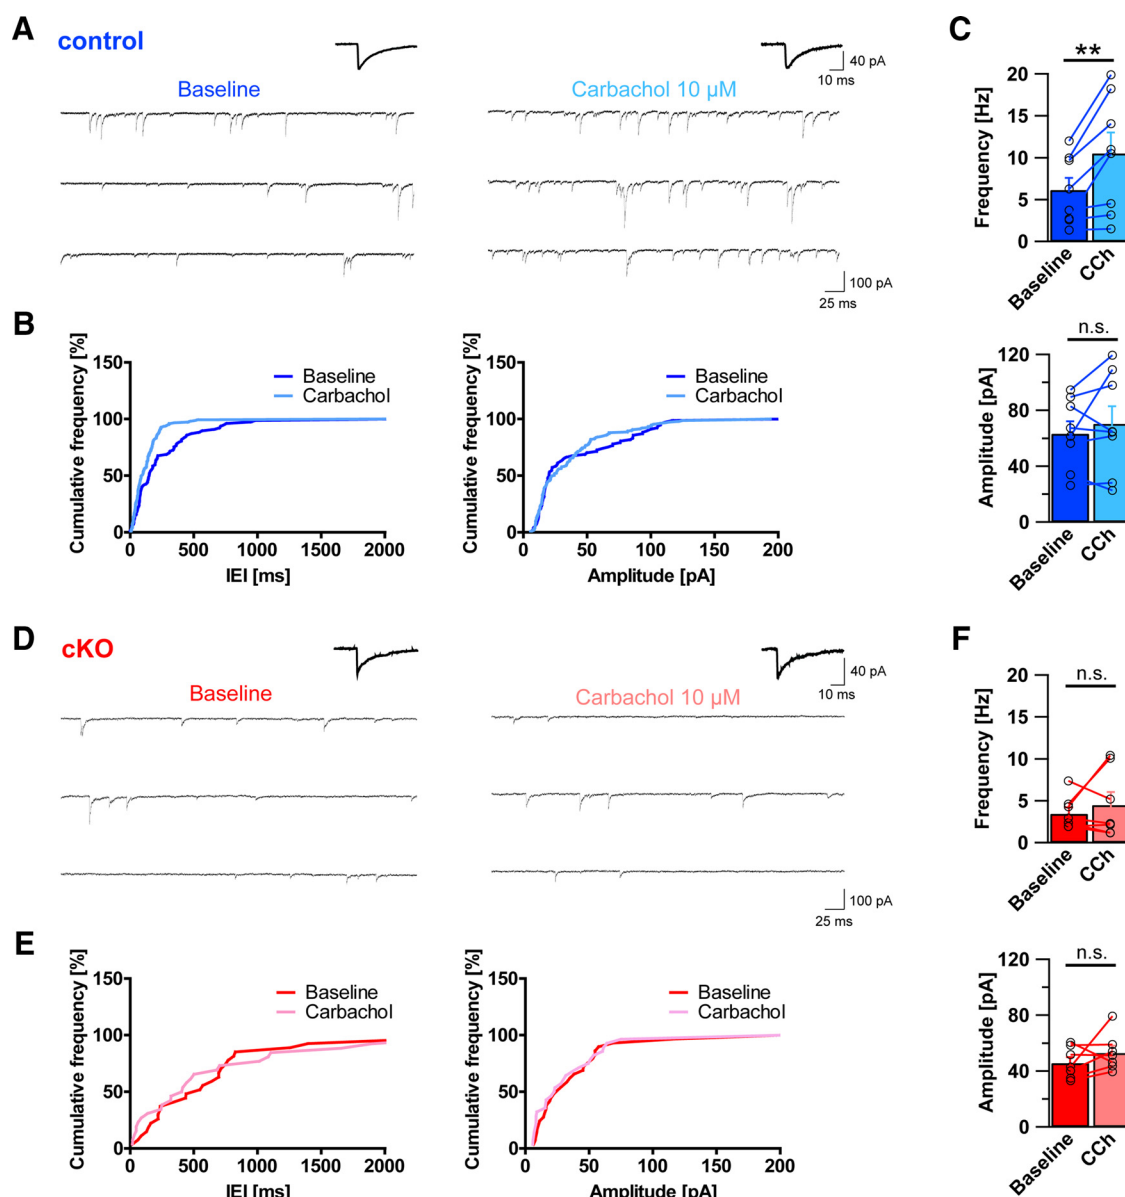 A
control
Baseline
Carbachol 10 µM
40 pA
10 ms
100 pA
25 ms
C
**
Frequency [Hz]
20
15
10
5
0
Baseline
CCh
n.s.
Amplitude [pA]
120
80
40
0
Baseline
CCh
B
Cumulative frequency [%]
150
100
50
0
Baseline
Carbachol
0 500 1000 1500 2000
IEI [ms]
Cumulative frequency [%]
150
100
50
0
Baseline
Carbachol
0 50 100 150 200
Amplitude [pA]
D
cKO
Baseline
Carbachol 10 µM
40 pA
10 ms
100 pA
25 ms
F
n.s.
Frequency [Hz]
20
15
10
5
0
Baseline
CCh
n.s.
Amplitude [pA]
120
80
40
0
Baseline
CCh
E
Cumulative frequency [%]
150
100
50
0
Baseline
Carbachol
0 500 1000 1500 2000
IEI [ms]
Cumulative frequency [%]
150
100
50
0
Baseline
Carbachol
0 50 100 150 200
Amplitude [pA]